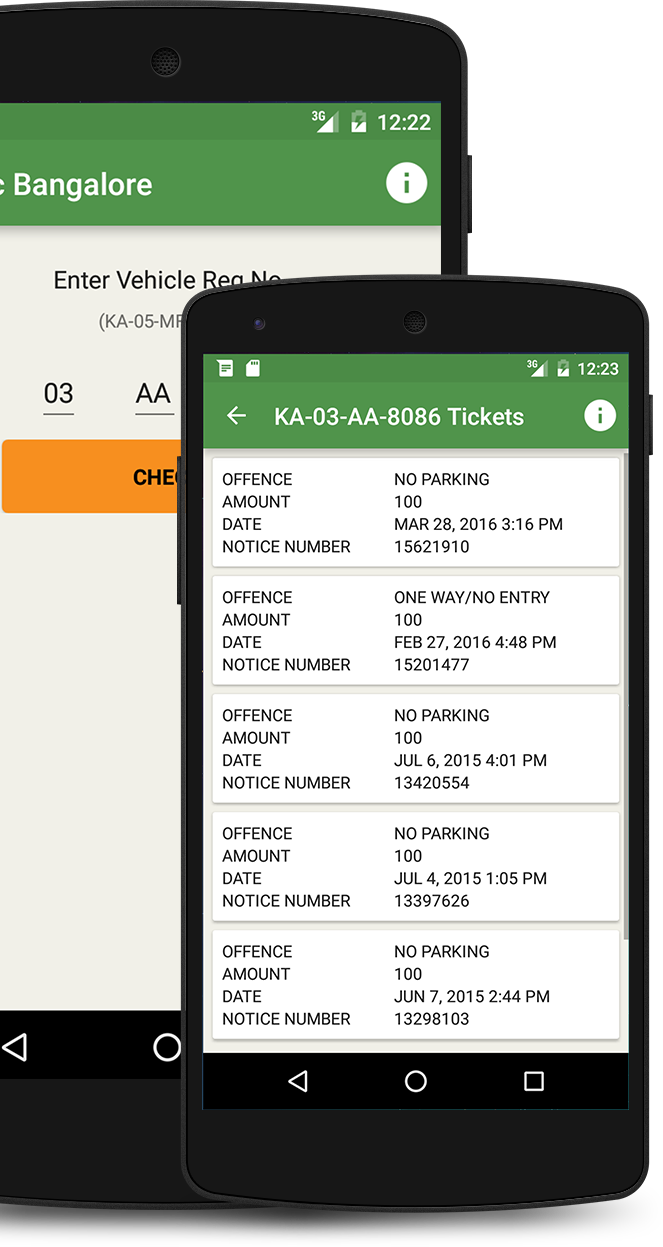 3G 12:22
c Bangalore
Enter Vehicle Reg No
(KA-05-MF
03 AA
CHE
3G 12:23
KA-03-AA-8086 Tickets
OFFENCE NO PARKING
AMOUNT 100
DATE MAR 28, 2016 3:16 PM
NOTICE NUMBER 15621910
OFFENCE ONE WAY/NO ENTRY
AMOUNT 100
DATE FEB 27, 2016 4:48 PM
NOTICE NUMBER 15201477
OFFENCE NO PARKING
AMOUNT 100
DATE JUL 6, 2015 4:01 PM
NOTICE NUMBER 13420554
OFFENCE NO PARKING
AMOUNT 100
DATE JUL 4, 2015 1:05 PM
NOTICE NUMBER 13397626
OFFENCE NO PARKING
AMOUNT 100
DATE JUN 7, 2015 2:44 PM
NOTICE NUMBER 13298103